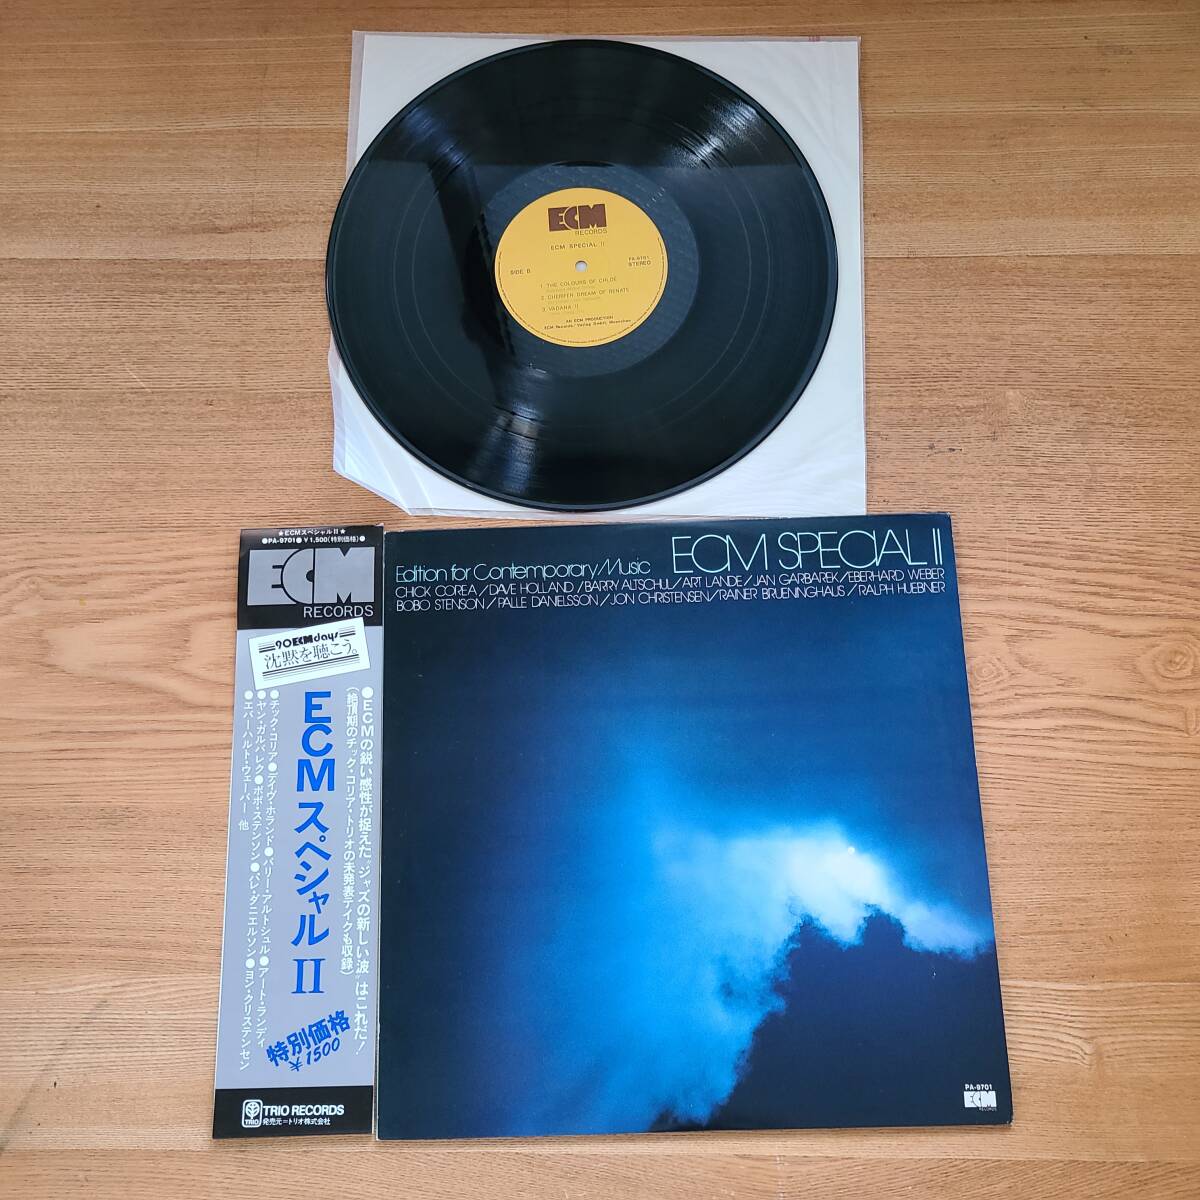 ECM
RECORDS
ECM SPECIAL II
SIDE B
PA-9701
STEREO
1. THE COLOURS OF CHLOË
2. CHERIFEN DREAM OF RENATE
3. VADANA II
AN ECM PRODUCTION
ECM Records/Verlag GmbH, Muenchen
★ECMスペシャルII★
●PA-9701●¥1,500(特別価格)●
ECM
RECORDS
90ECMdays
沈黙を聴こう。
●ECMの鋭い感性が捉えた“ジャズの新しい波”はこれだ!
(絶頂期のチック・コリア・トリオの未発表テイクも収録)
ECMスペシャルII
●チック・コリア●デイヴ・ホランド●バリー・アルトシュル●アート・ランディ
●ヤン・ガルバレク●ボボ・ステンソン●パレ・ダニエルソン●ヨン・クリステンセン
●エバーハルト・ウェーバー 他
特別価格
¥1500
TRIO
TRIO RECORDS
発売元=トリオ株式会社
ECM SPECIAL II
Edition for Contemporary Music
CHICK COREA/DAVE HOLLAND/BARRY ALTSCHUL/ART LANDE/JAN GARBAREK/EBERHARD WEBER
BOBO STENSON/PALLE DANIELSSON/JON CHRISTENSEN/RAINER BRUENINGHAUS/RALPH HUEBNER
PA-9701
ECM
RECORDS